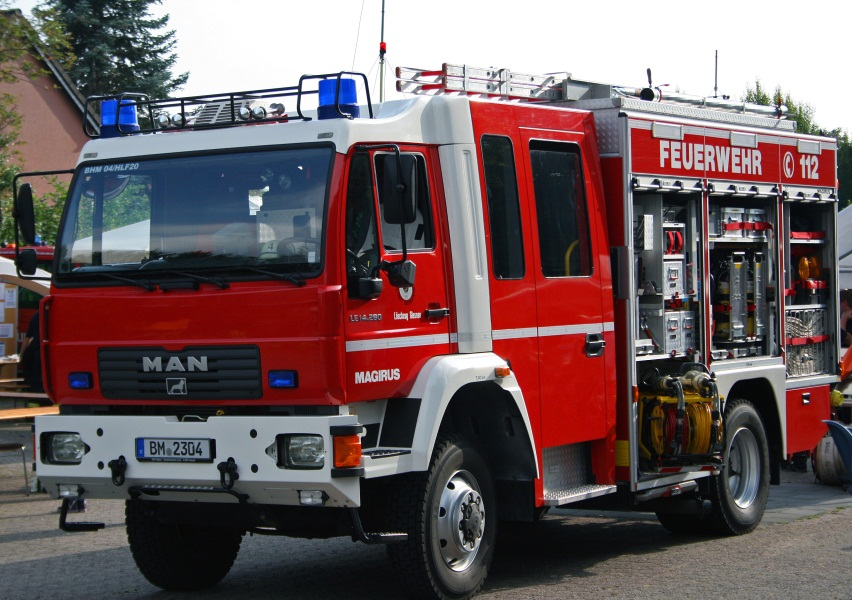 BHM 04/HLF20
FEUERWEHR 112
LE14.280
MAN
MAGIRUS
BM 2304